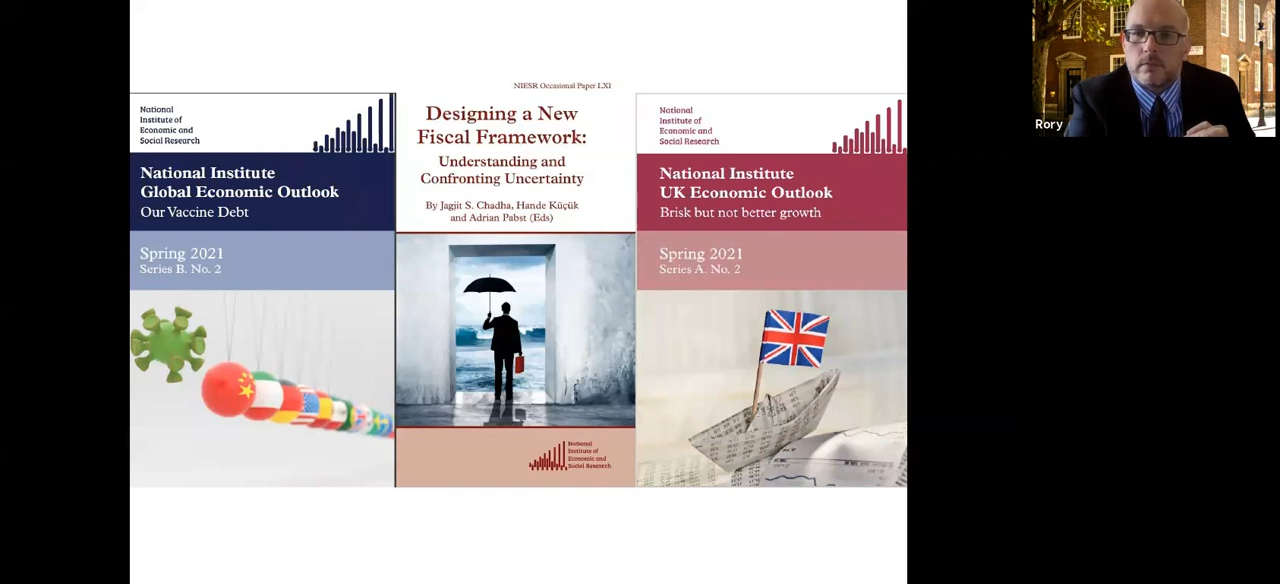 National
Institute of
Economic and
Social Research
National Institute
Global Economic Outlook
Our Vaccine Debt
Spring 2021
Series B. No. 2
NIESR Occasional Paper LXI
Designing a New
Fiscal Framework:
Understanding and
Confronting Uncertainty
By Jagjit S. Chadha, Hande Küçük
and Adrian Pabst (Eds)
National
Institute of
Economic and
Social Research
National
Institute of
Economic and
Social Research
National Institute
UK Economic Outlook
Brisk but not better growth
Spring 2021
Series A. No. 2
Rory